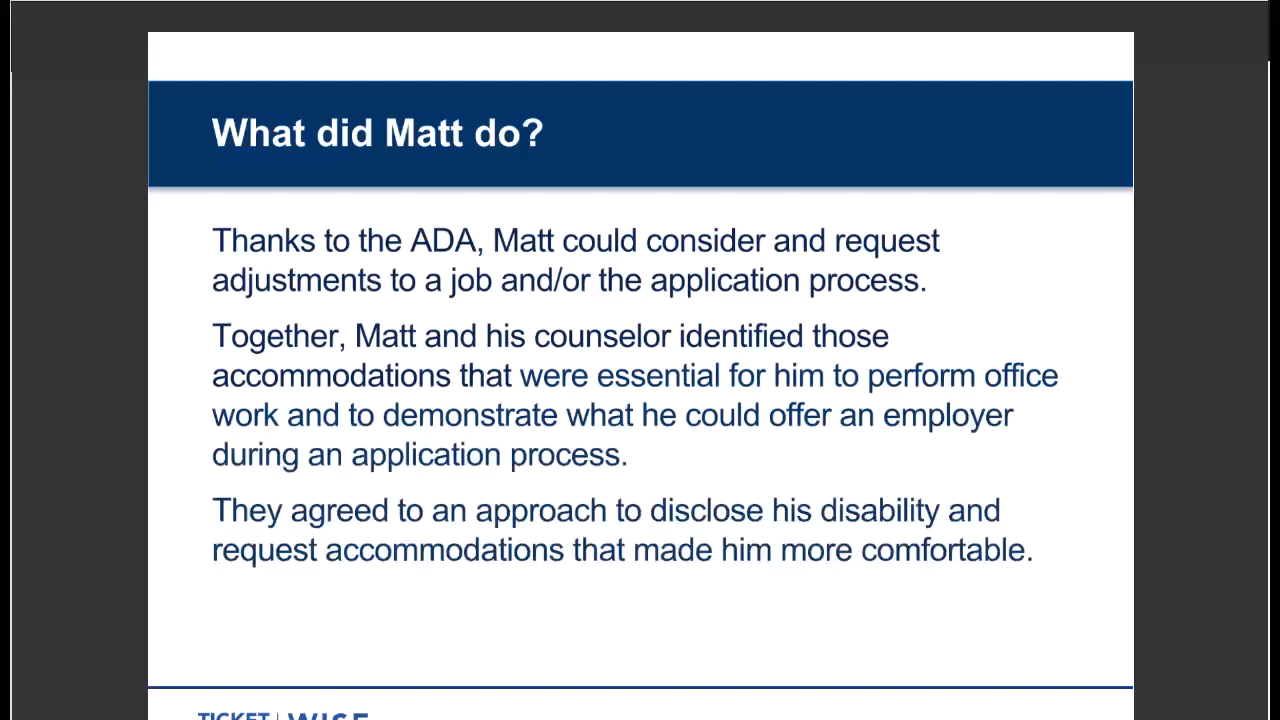 What did Matt do?
Thanks to the ADA, Matt could consider and request
adjustments to a job and/or the application process.
Together, Matt and his counselor identified those
accommodations that were essential for him to perform office
work and to demonstrate what he could offer an employer
during an application process.
They agreed to an approach to disclose his disability and
request accommodations that made him more comfortable.
TICKET | WISE